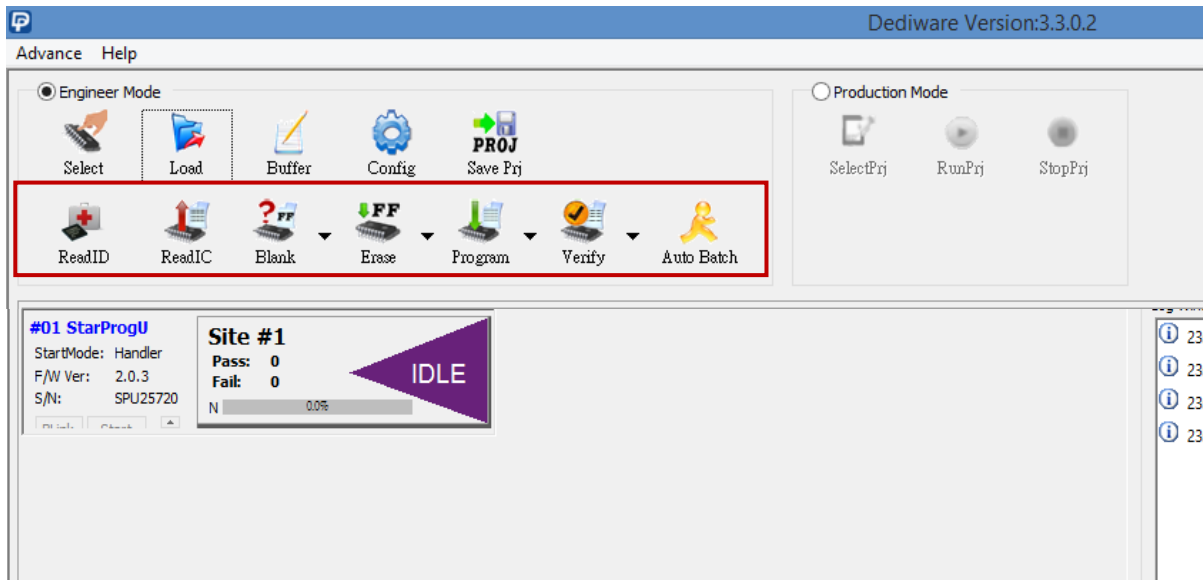 Dediware Version:3.3.0.2
Advance Help
Engineer Mode
Production Mode
PROJ
Select Load Buffer Config Save Prj
SelectPrj RunPrj StopPrj
? FF FF
ReadID ReadIC Blank Erase Program Verify Auto Batch
#01 StarProgU
StartMode: Handler
F/W Ver: 2.0.3
S/N: SPU25720
Site #1
Pass: 0
Fail: 0
N 0.0%
IDLE
23
23
23
23